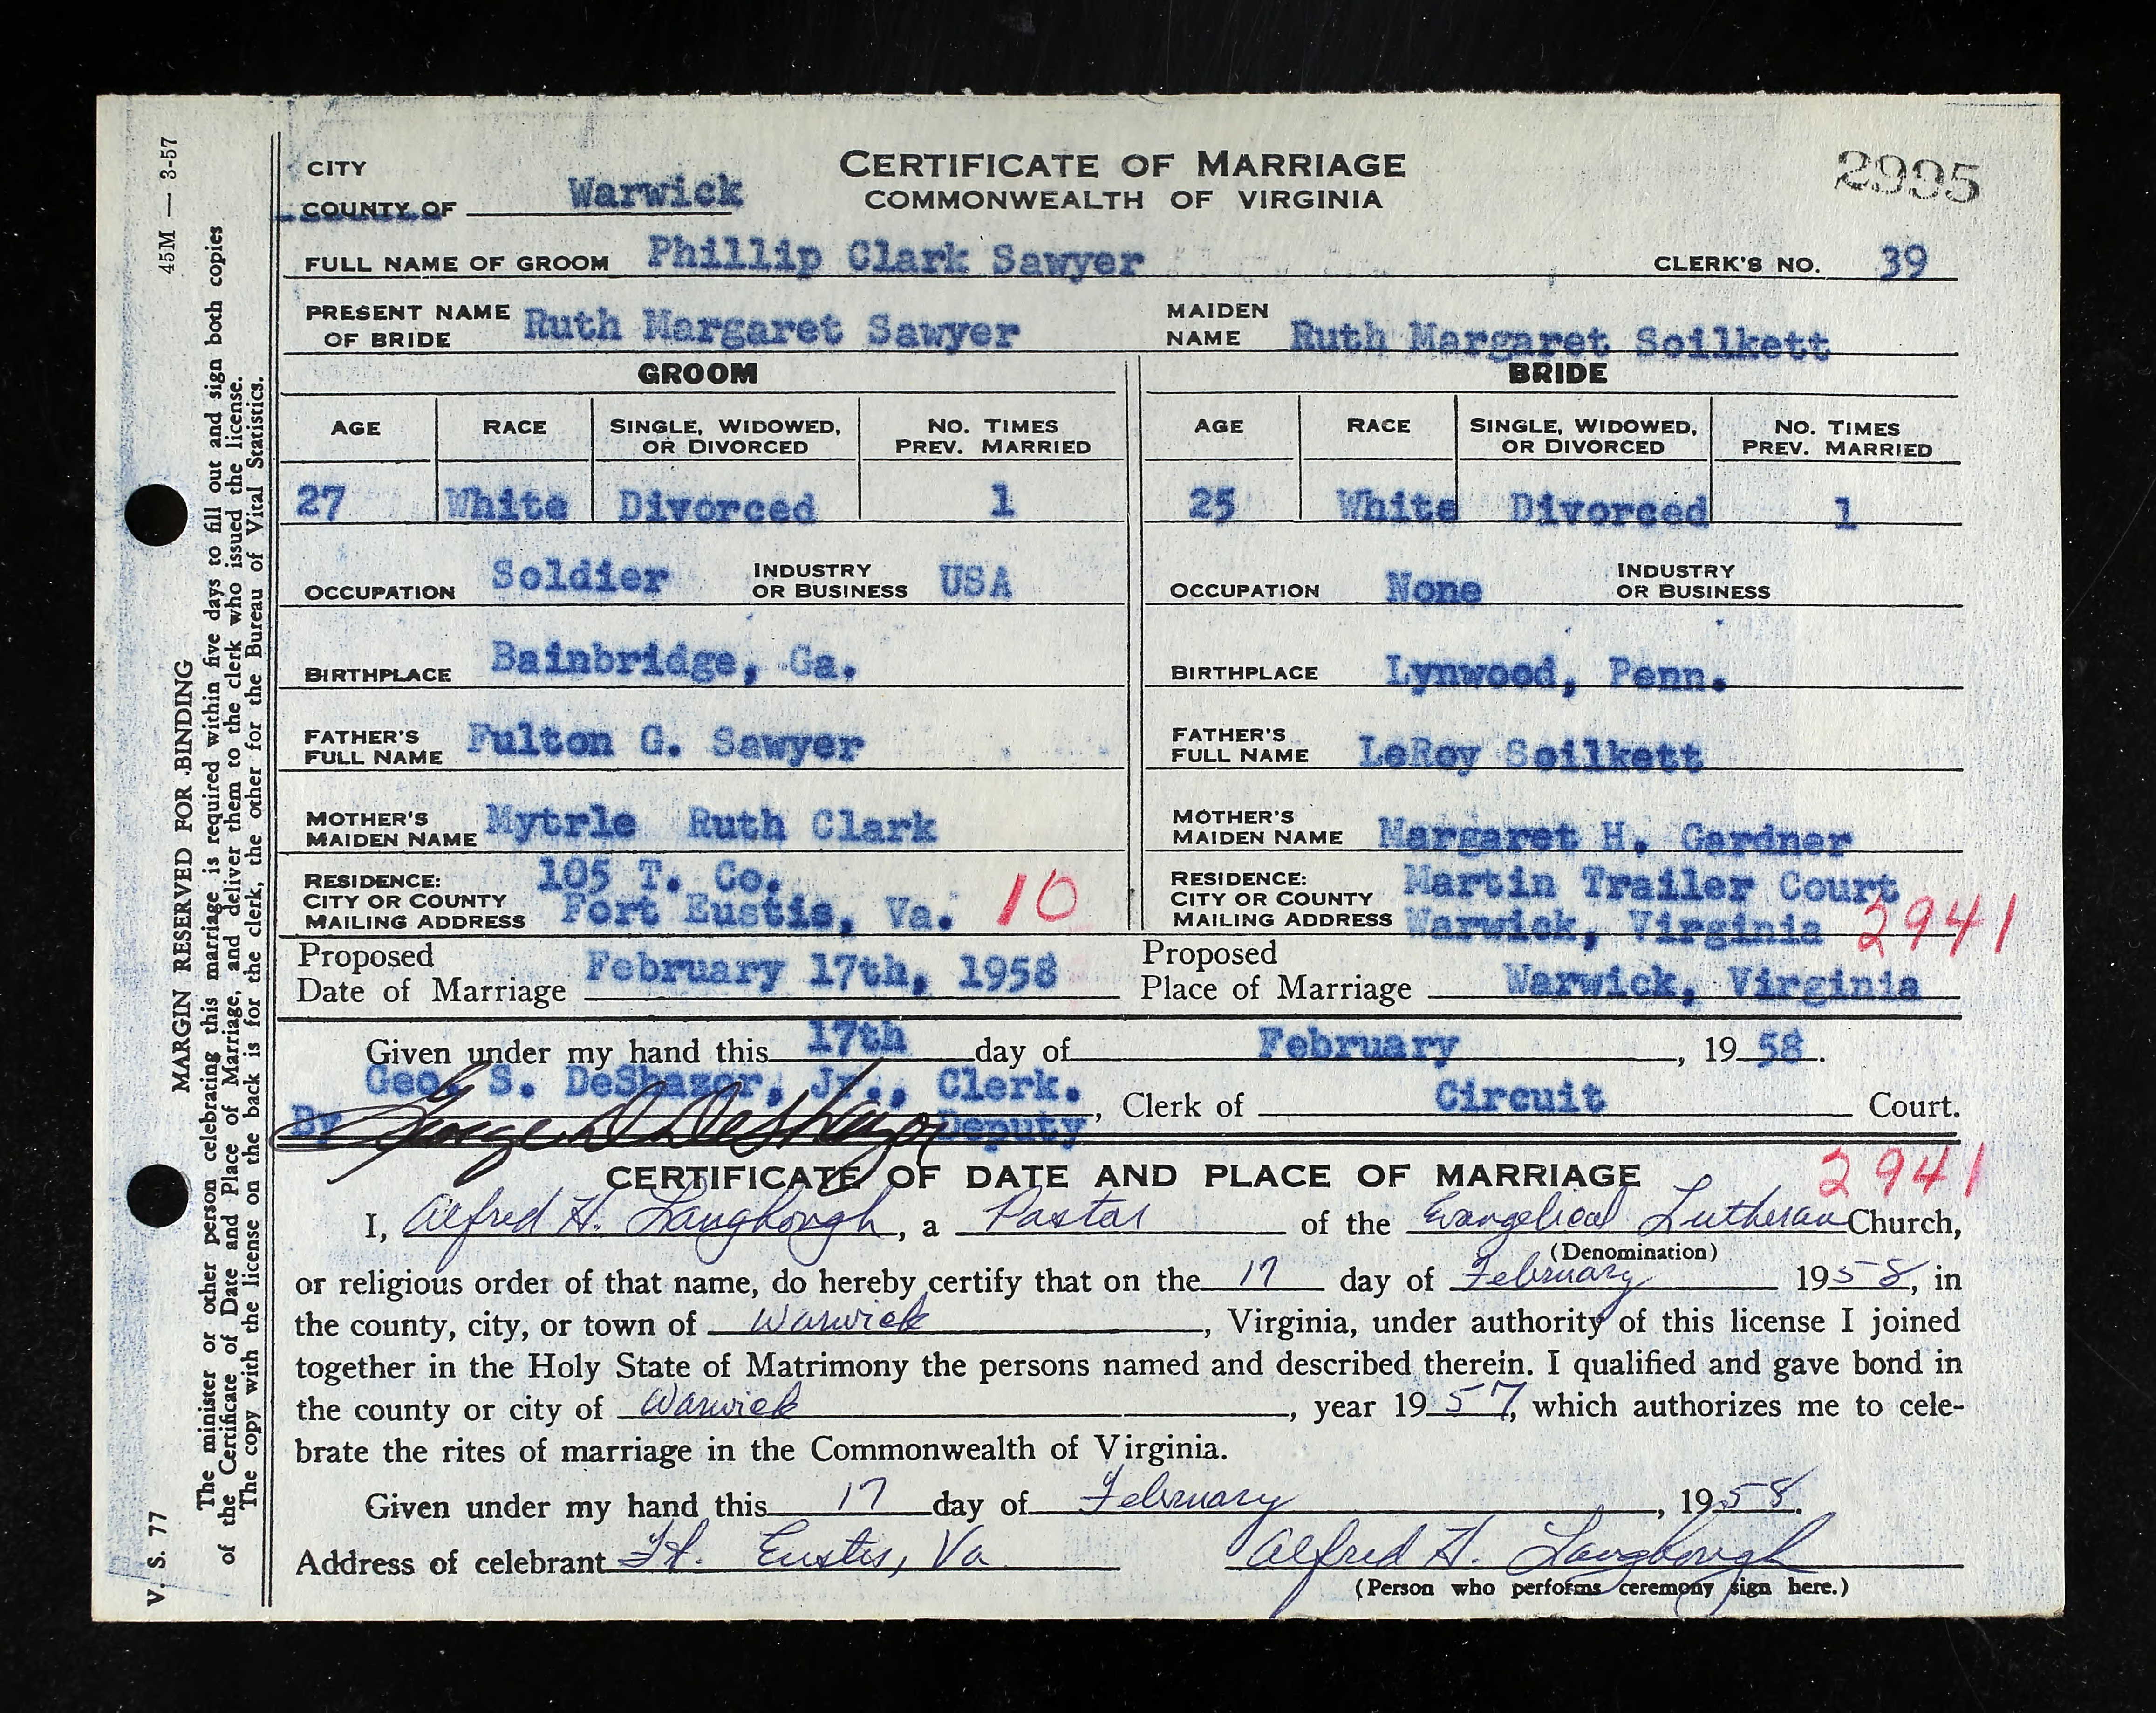 45M — 3-57
MARGIN RESERVED FOR BINDING
The minister or other person celebrating this marriage is required within five days to fill out and sign both copies
of the Certificate of Date and Place of Marriage, and deliver them to the clerk who issued the license.
The copy with the license on the back is for the clerk, the other for the Bureau of Vital Statistics.
V. S. 77
CERTIFICATE OF MARRIAGE
COMMONWEALTH OF VIRGINIA
2995
CITY
COUNTY OF Warwick
FULL NAME OF GROOM Phillip Clark Sawyer CLERK'S NO. 39
PRESENT NAME OF BRIDE Ruth Margaret Sawyer MAIDEN NAME Ruth Margaret Soilkett
GROOM BRIDE
AGE RACE SINGLE, WIDOWED, OR DIVORCED NO. TIMES PREV. MARRIED AGE RACE SINGLE, WIDOWED, OR DIVORCED NO. TIMES PREV. MARRIED
27 White Divorced 1 25 White Divorced 1
OCCUPATION Soldier INDUSTRY OR BUSINESS USA OCCUPATION None INDUSTRY OR BUSINESS
BIRTHPLACE Bainbridge, Ga. BIRTHPLACE Lynwood, Penn.
FATHER'S FULL NAME Fulton G. Sawyer FATHER'S FULL NAME LeRoy Soilkett
MOTHER'S MAIDEN NAME Mytrle Ruth Clark MOTHER'S MAIDEN NAME Margaret H. Gardner
RESIDENCE: CITY OR COUNTY MAILING ADDRESS 105 T. Co. Fort Eustis, Va. 10 RESIDENCE: CITY OR COUNTY MAILING ADDRESS Martin Trailer Court Warwick, Virginia 2941
Proposed Date of Marriage February 17th, 1958 Proposed Place of Marriage Warwick, Virginia
Given under my hand this 17th day of February, 19 58.
Geo. S. DeShazor, Jr., Clerk.
By George D DeShazor Deputy, Clerk of Circuit Court.
CERTIFICATE OF DATE AND PLACE OF MARRIAGE 2941
I, Alfred H. Langhough, a Pastor of the Evangelical Lutheran Church,
(Denomination)
or religious order of that name, do hereby certify that on the 17 day of February 1958, in
the county, city, or town of Warwick, Virginia, under authority of this license I joined
together in the Holy State of Matrimony the persons named and described therein. I qualified and gave bond in
the county or city of Warwick, year 1957, which authorizes me to cele-
brate the rites of marriage in the Commonwealth of Virginia.
Given under my hand this 17 day of February, 1958.
Address of celebrant Ft. Eustis, Va Alfred H. Langhough
(Person who performs ceremony sign here.)